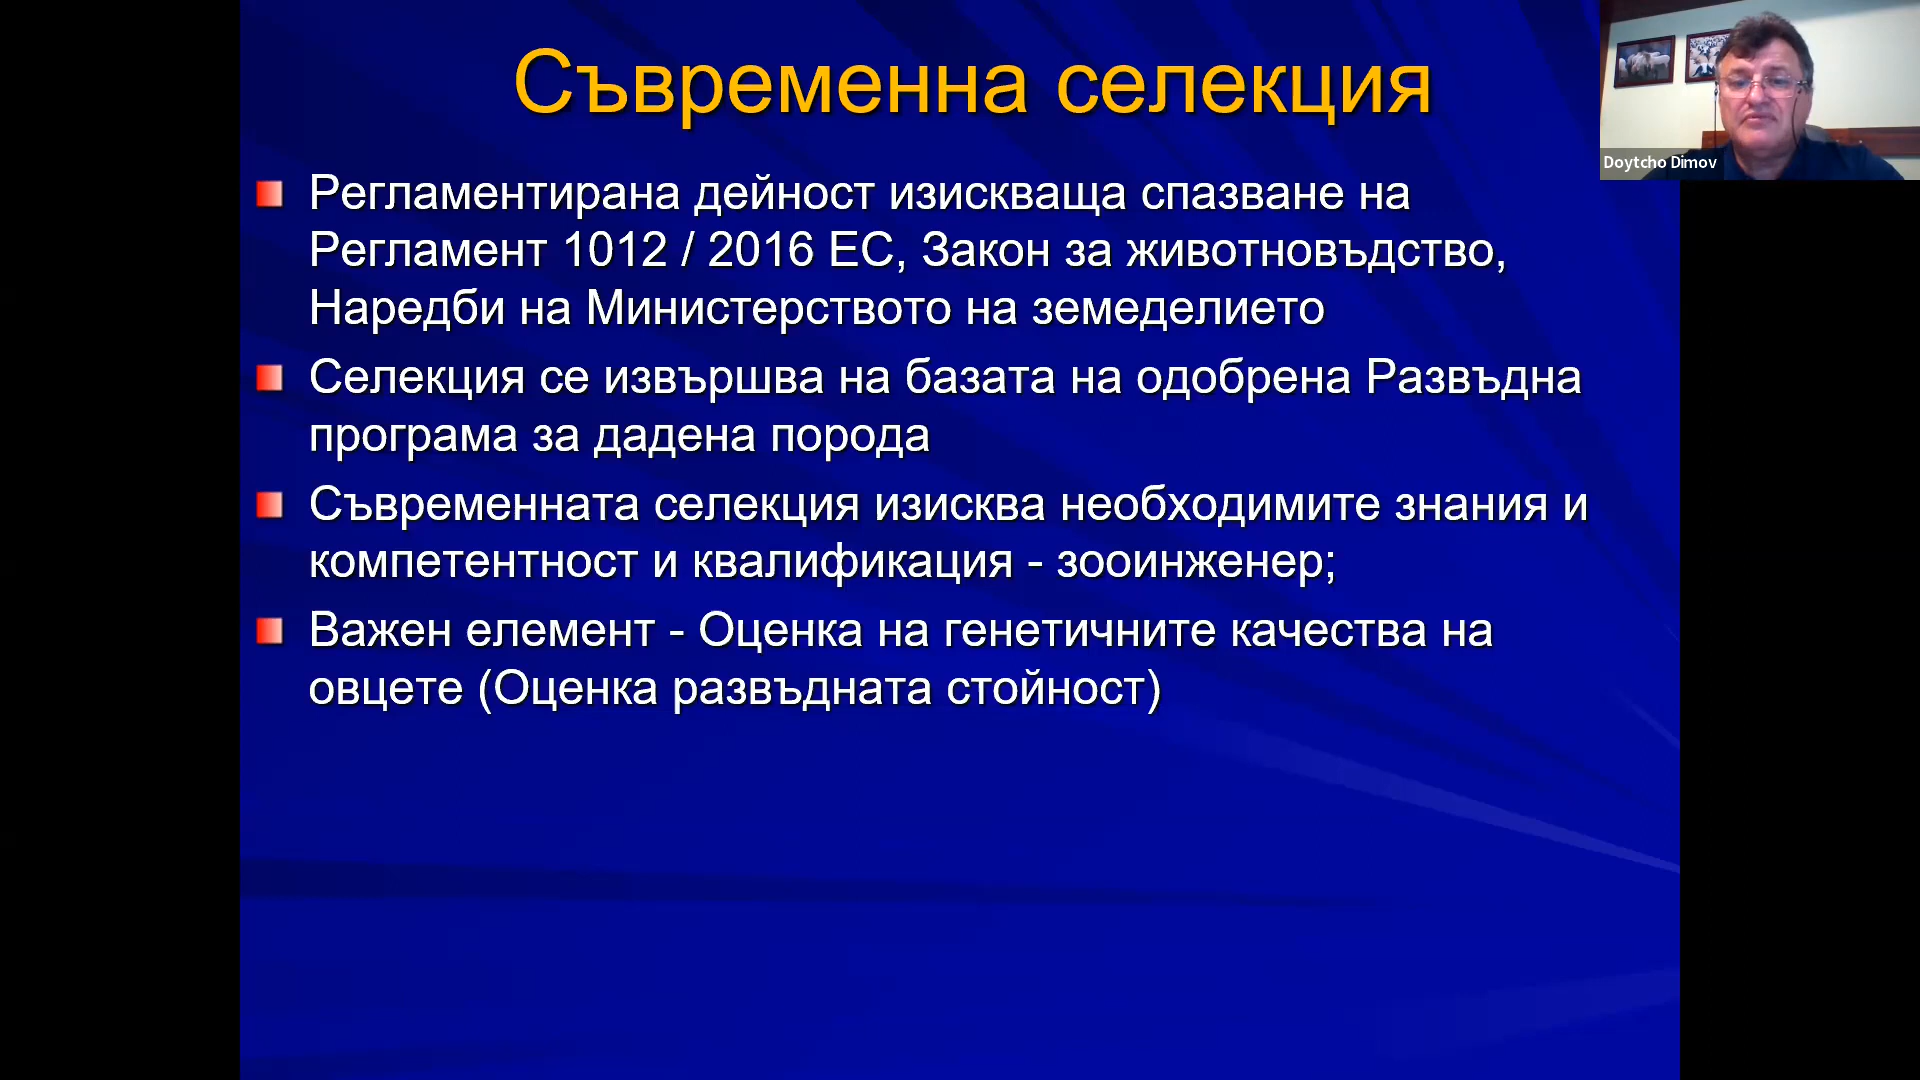 Съвременна селекция
Регламентирана дейност изискваща спазване на
Регламент 1012 / 2016 ЕС, Закон за животновъдство,
Наредби на Министерството на земеделието
Селекция се извършва на базата на одобрена Развъдна
програма за дадена порода
Съвременната селекция изисква необходимите знания и
компетентност и квалификация - зооинженер;
Важен елемент - Оценка на генетичните качества на
овцете (Оценка развъдната стойност)
Doytcho Dimov